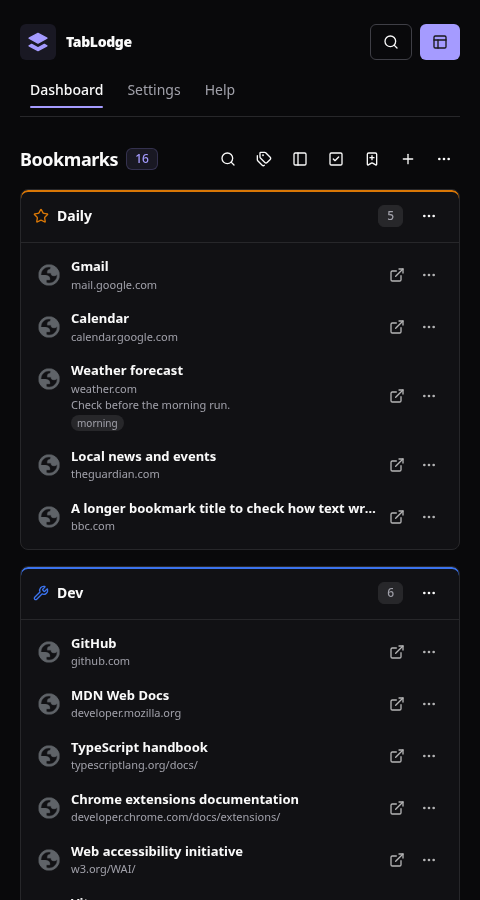 TabLodge
Dashboard Settings Help
Bookmarks 16
Daily 5
Gmail
mail.google.com
Calendar
calendar.google.com
Weather forecast
weather.com
Check before the morning run.
morning
Local news and events
theguardian.com
A longer bookmark title to check how text wr...
bbc.com
Dev 6
GitHub
github.com
MDN Web Docs
developer.mozilla.org
TypeScript handbook
typescriptlang.org/docs/
Chrome extensions documentation
developer.chrome.com/docs/extensions/
Web accessibility initiative
w3.org/WAI/